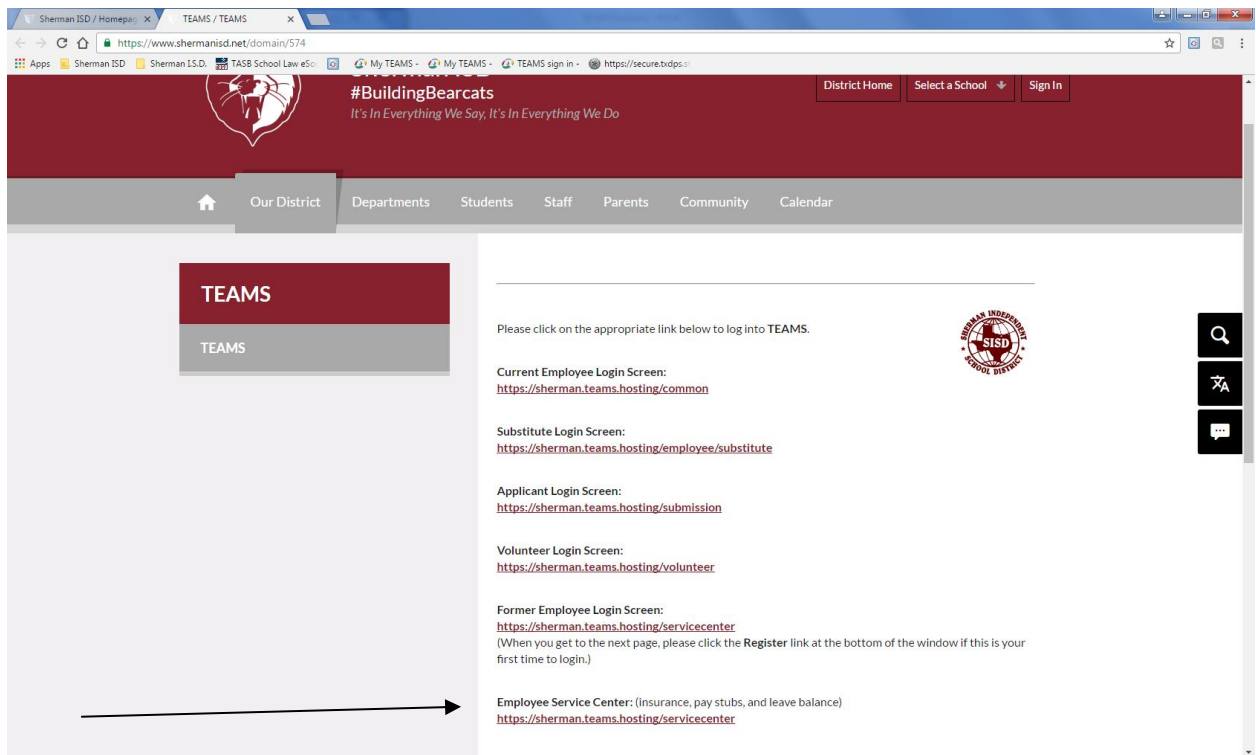 Sherman ISD / Homepag
TEAMS / TEAMS
https://www.shermanisd.net/domain/574
Apps Sherman ISD Sherman I.S.D. TASB School Law eSo My TEAMS - My TEAMS - TEAMS sign in - https://secure.txdps.s
#BuildingBearcats
It's In Everything We Say, It's In Everything We Do
District Home Select a School Sign In
Our District Departments Students Staff Parents Community Calendar
TEAMS
TEAMS
Please click on the appropriate link below to log into TEAMS.
SHERMAN INDEPENDENT
SISD
SCHOOL DISTRICT
Current Employee Login Screen:
https://sherman.teams.hosting/common
Substitute Login Screen:
https://sherman.teams.hosting/employee/substitute
Applicant Login Screen:
https://sherman.teams.hosting/submission
Volunteer Login Screen:
https://sherman.teams.hosting/volunteer
Former Employee Login Screen:
https://sherman.teams.hosting/servicecenter
(When you get to the next page, please click the Register link at the bottom of the window if this is your
first time to login.)
Employee Service Center: (insurance, pay stubs, and leave balance)
https://sherman.teams.hosting/servicecenter